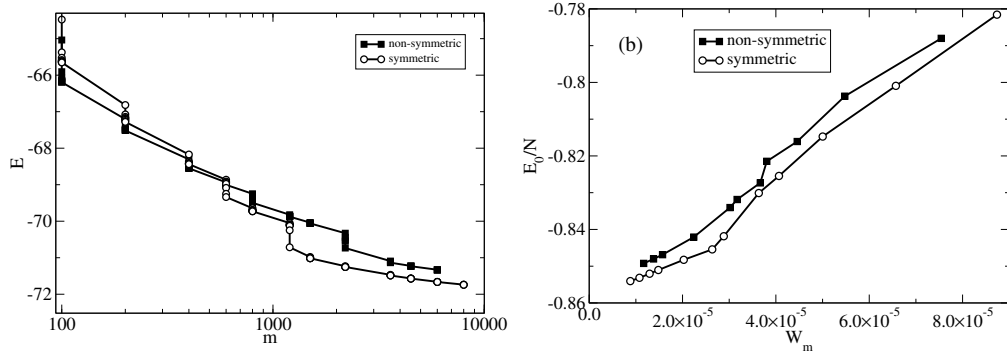 -66
-68
-70
-72
E
100
1000
10000
m
non-symmetric
symmetric
-0.78
-0.8
-0.82
-0.84
-0.86
E₀/N
(b)
non-symmetric
symmetric
0.0
2.0×10⁻⁵
4.0×10⁻⁵
6.0×10⁻⁵
8.0×10⁻⁵
Wₘ